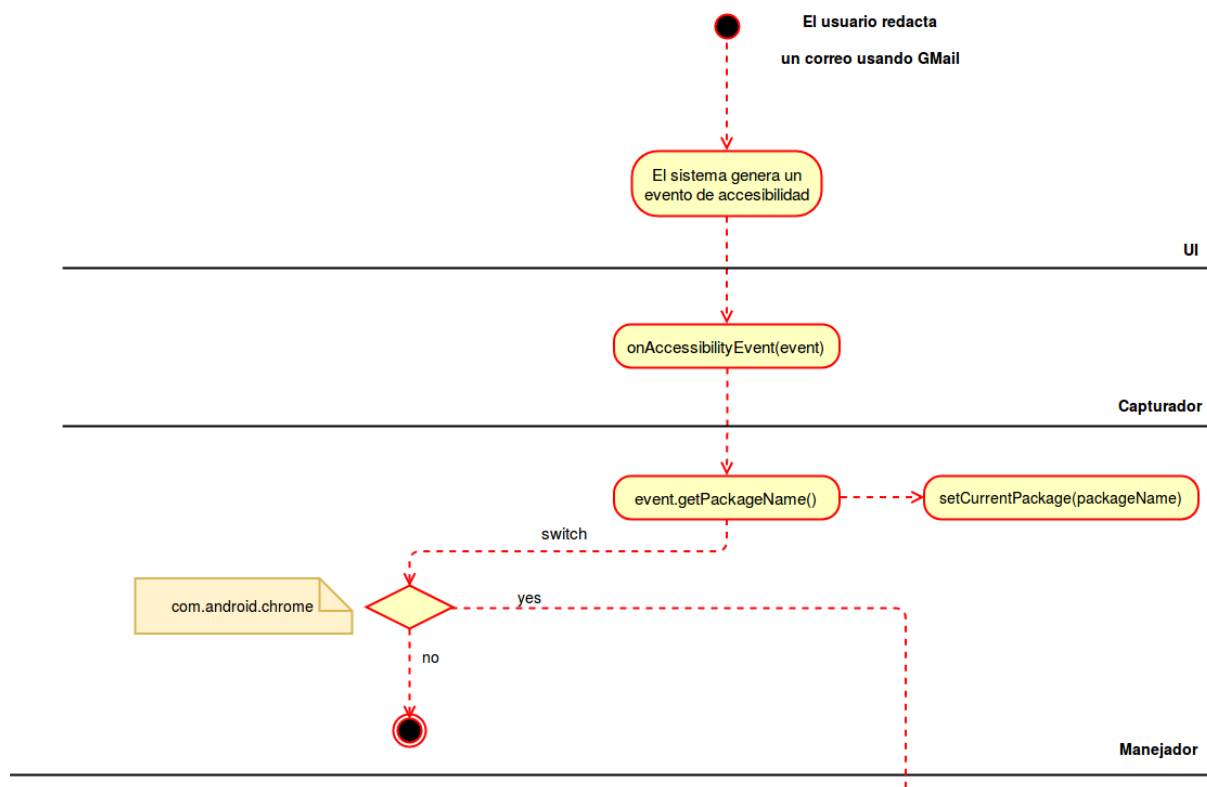 El usuario redacta
un correo usando GMail
El sistema genera un
evento de accesibilidad
UI
onAccessibilityEvent(event)
Capturador
event.getPackageName()
setCurrentPackage(packageName)
switch
com.android.chrome
yes
no
Manejador